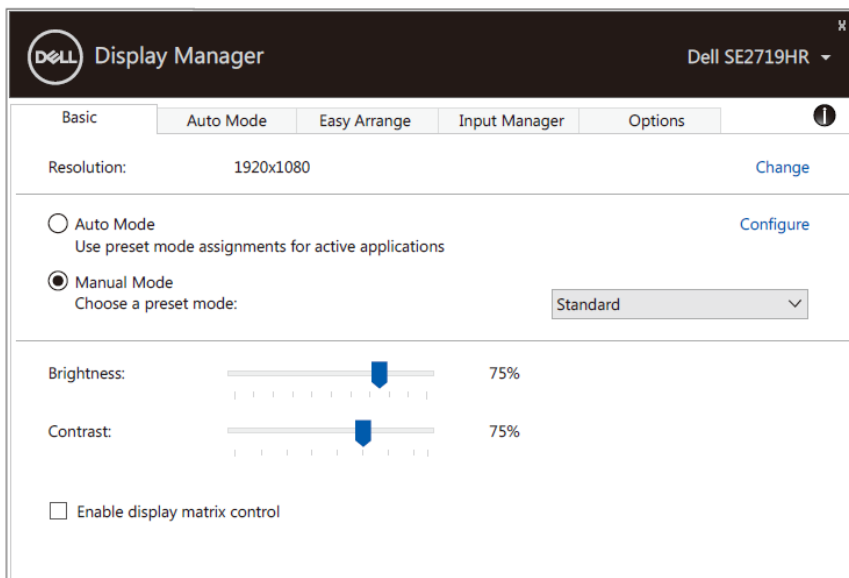 DELL Display Manager
Dell SE2719HR
Basic Auto Mode Easy Arrange Input Manager Options
Resolution: 1920x1080 Change
Auto Mode Configure
Use preset mode assignments for active applications
Manual Mode
Choose a preset mode: Standard
Brightness: 75%
Contrast: 75%
Enable display matrix control